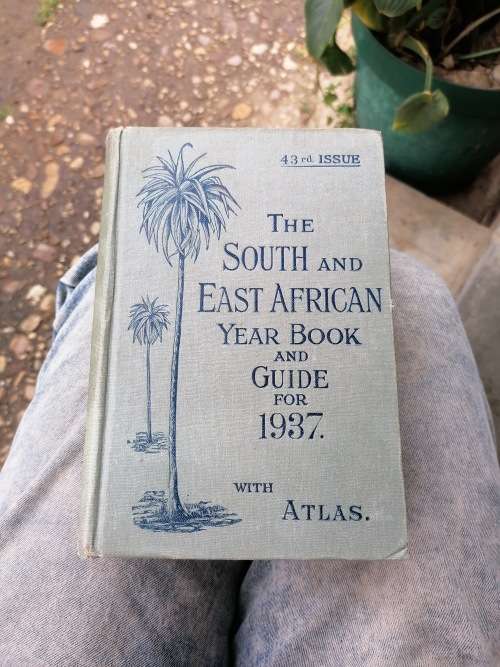 43rd ISSUE
THE
SOUTH AND
EAST AFRICAN
YEAR BOOK
AND
GUIDE
FOR
1937.
WITH
ATLAS.